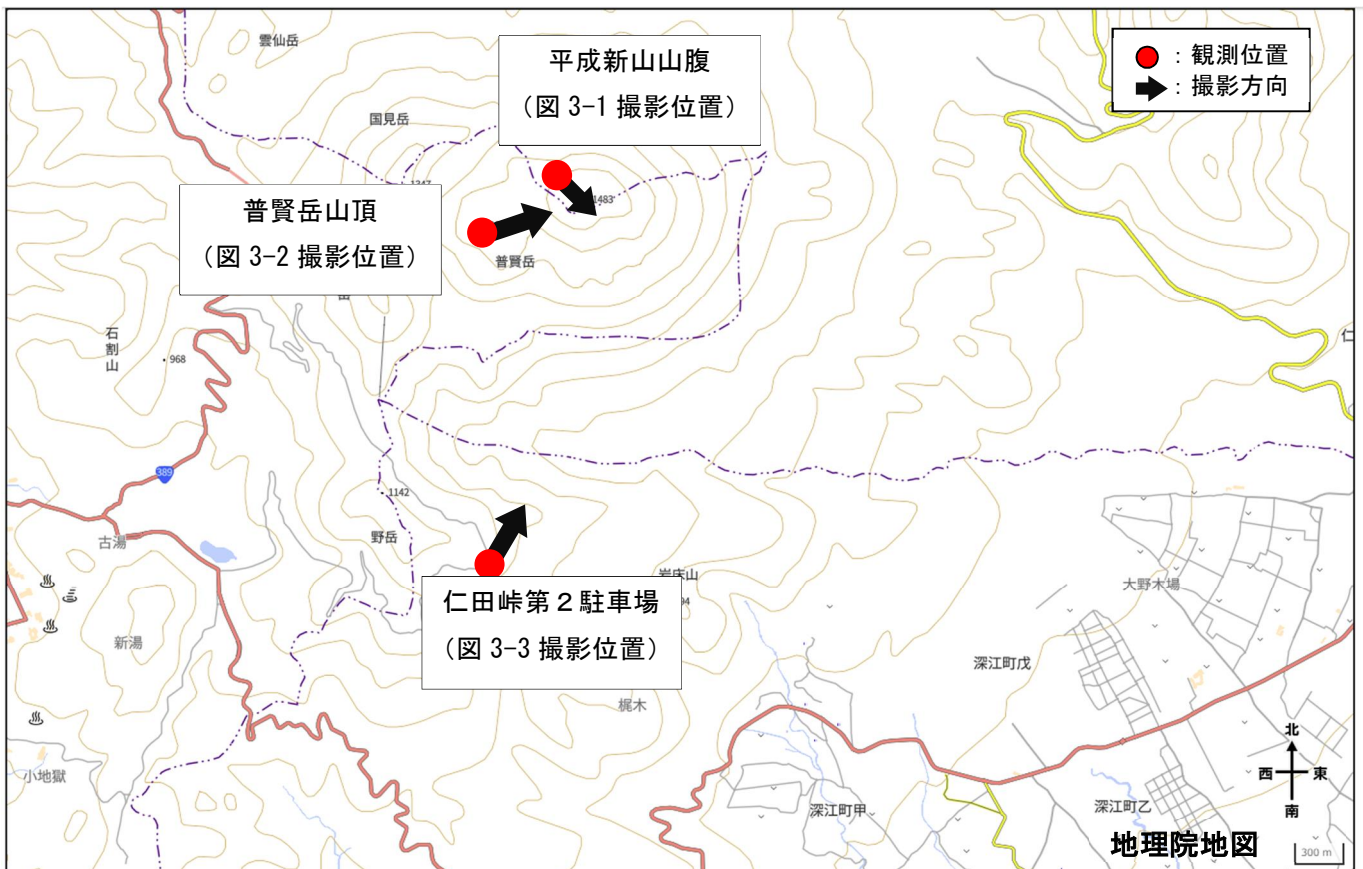 雲仙岳
平成新山山腹
（図 3-1 撮影位置）
：観測位置
：撮影方向
国見岳
1347
普賢岳山頂
（図 3-2 撮影位置）
1483
普賢岳
石割山
968
仁
389
1142
野岳
古湯
岩床山
大野木場
仁田峠第２駐車場
（図 3-3 撮影位置）
新湯
深江町戊
梶木
小地獄
深江町甲
深江町乙
北
西
東
南
地理院地図
300 m